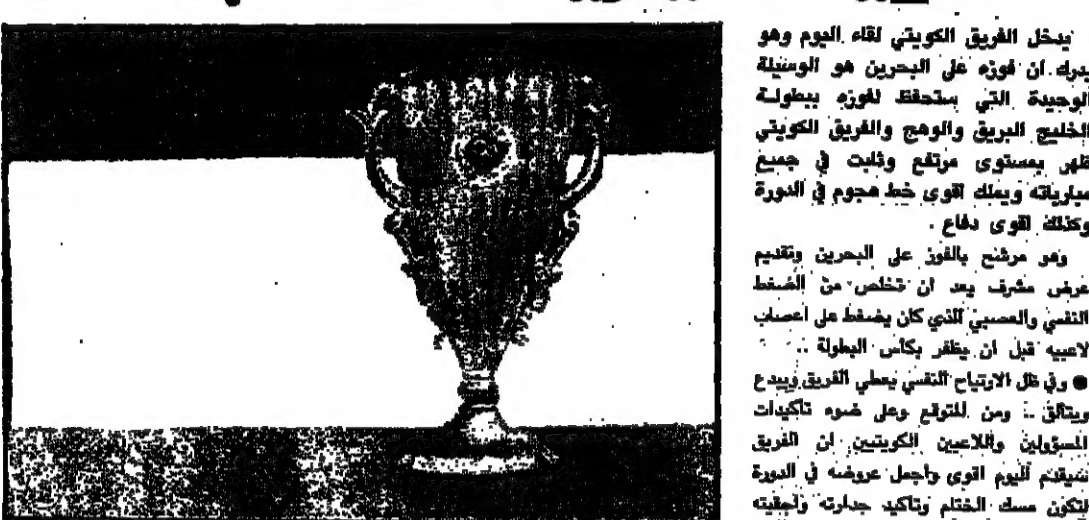 يدخل الفريق الكويتي لقاء اليوم وهو
يدرك ان فوزه على البحرين هو الوسيلة
الوحيدة التي ستحفظ لفوزه ببطولة
الخليج البريق والوهج والفريق الكويتي
ظهر بمستوى مرتفع وثابت في جميع
مبارياته ويملك اقوى خط هجوم في الدورة
وكذلك اقوى دفاع .
وهو مرشح بالفوز على البحرين وتقديم
عرض مشرف بعد ان تخلص من الضغط
النفسي والعصبي الذي كان يضغط على اعصاب
لاعبيه قبل ان يظفر بكأس البطولة ..
● وفي ظل الارتياح النفسي يعطي الفريق ويبدع
ويتألق .. ومن المتوقع وعلى ضوء تأكيدات
المسؤولين واللاعبين الكويتيين ان الفريق
سيقدم اليوم اقوى واجمل عروضه في الدورة
لتكون مسك الختام وتأكيد جدارته وأحقيته